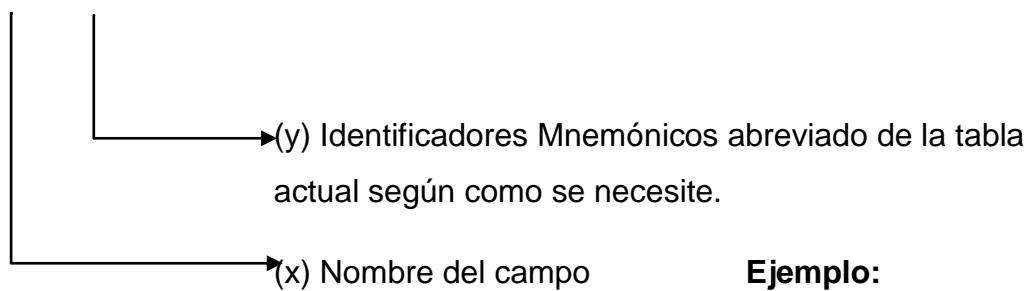 (y) Identificadores Mnemónicos abreviado de la tabla
actual según como se necesite.
(x) Nombre del campo Ejemplo: